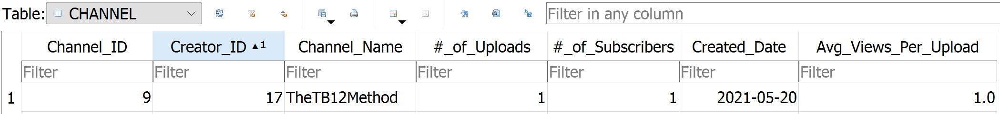 Table: CHANNEL Filter in any column
Channel_ID Creator_ID ▲1 Channel_Name #_of_Uploads #_of_Subscribers Created_Date Avg_Views_Per_Upload
Filter Filter Filter Filter Filter Filter Filter
1 9 17 TheTB12Method 1 1 2021-05-20 1.0